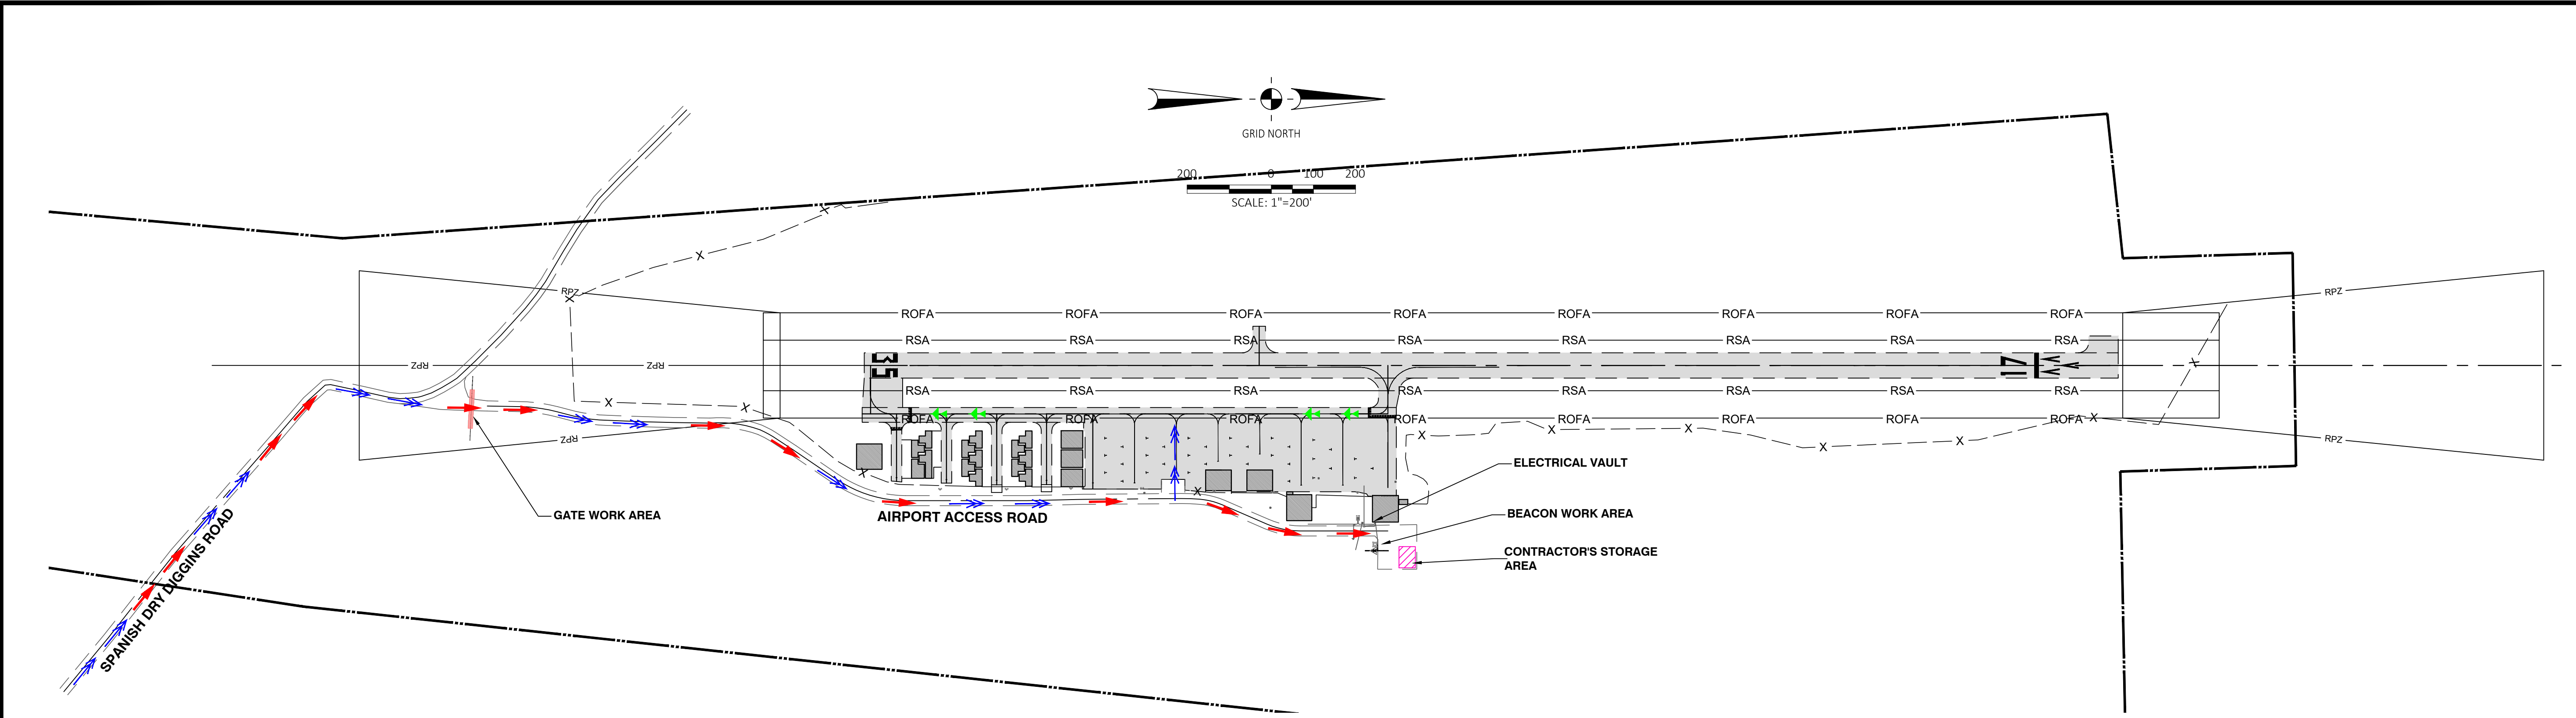 GRID NORTH
200 0 100 200
SCALE: 1"=200'
RPZ RPZ
ROFA ROFA ROFA ROFA ROFA ROFA ROFA ROFA
RSA RSA RSA RSA RSA RSA RSA RSA
X
X
X
RPZ RPZ
35 17
X
RSA RSA RSA RSA RSA RSA RSA RSA
X X
ROFA ROFA ROFA ROFA ROFA ROFA ROFA ROFA
X
RPZ RPZ
X X X X X X
X
ELECTRICAL VAULT
X
GATE WORK AREA
AIRPORT ACCESS ROAD
BEACON WORK AREA
SPANISH DRY DIGGINS ROAD
CONTRACTOR'S STORAGE
AREA